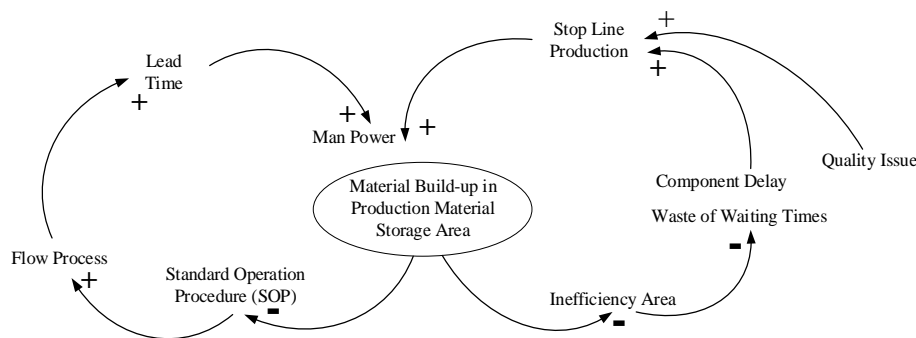 Stop Line
Production
+
+
Lead
Time
+
+
+
Man Power
Quality Issue
Material Build-up in
Production Material
Storage Area
Component Delay
Waste of Waiting Times
-
Flow Process
+
Standard Operation
Procedure (SOP)
-
Inefficiency Area
-